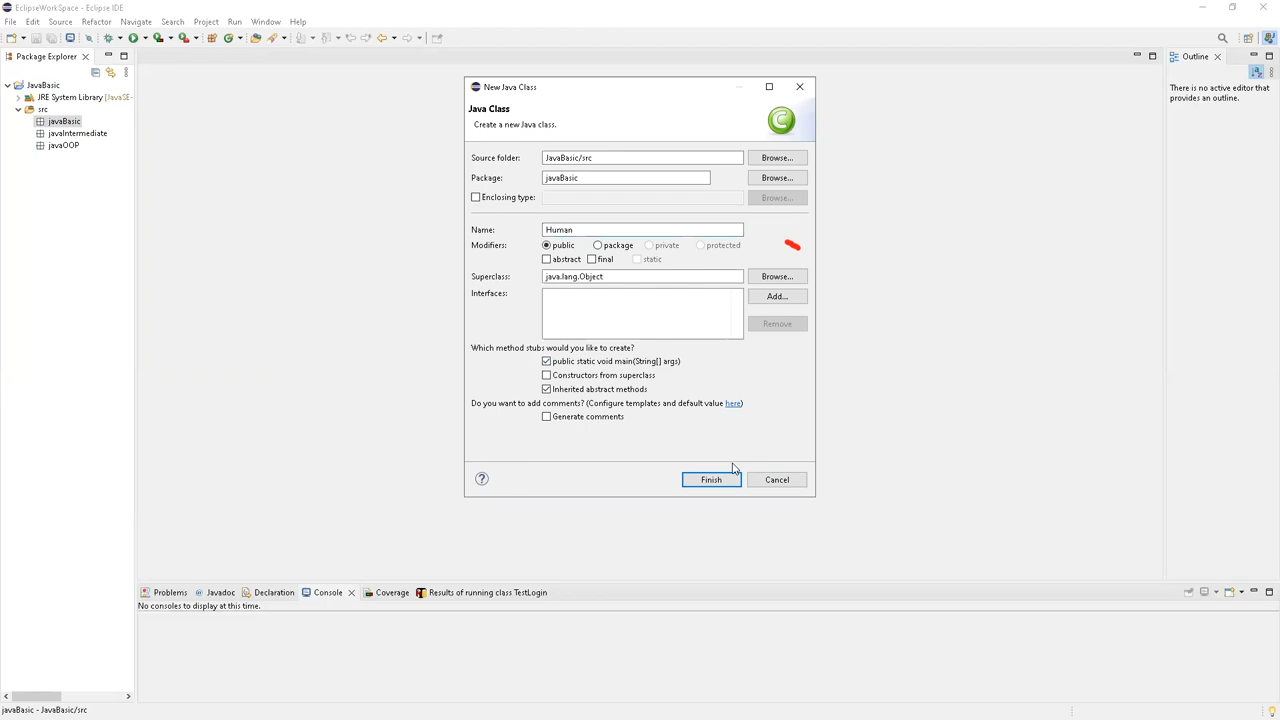 EclipseWorkSpace - Eclipse IDE
File Edit Source Refactor Navigate Search Project Run Window Help
Package Explorer
JavaBasic
JRE System Library [JavaSE-
src
javaBasic
javaIntermediate
javaOOP
New Java Class
Java Class
Create a new Java class.
Source folder: JavaBasic/src Browse...
Package: javaBasic Browse...
Enclosing type: Browse...
Name: Human
Modifiers: public package private protected
abstract final static
Superclass: java.lang.Object Browse...
Interfaces: Add...
Remove
Which method stubs would you like to create?
public static void main(String[] args)
Constructors from superclass
Inherited abstract methods
Do you want to add comments? (Configure templates and default value here)
Generate comments
Finish Cancel
Outline
There is no active editor that
provides an outline.
Problems Javadoc Declaration Console Coverage Results of running class TestLogin
No consoles to display at this time.
javaBasic - JavaBasic/src